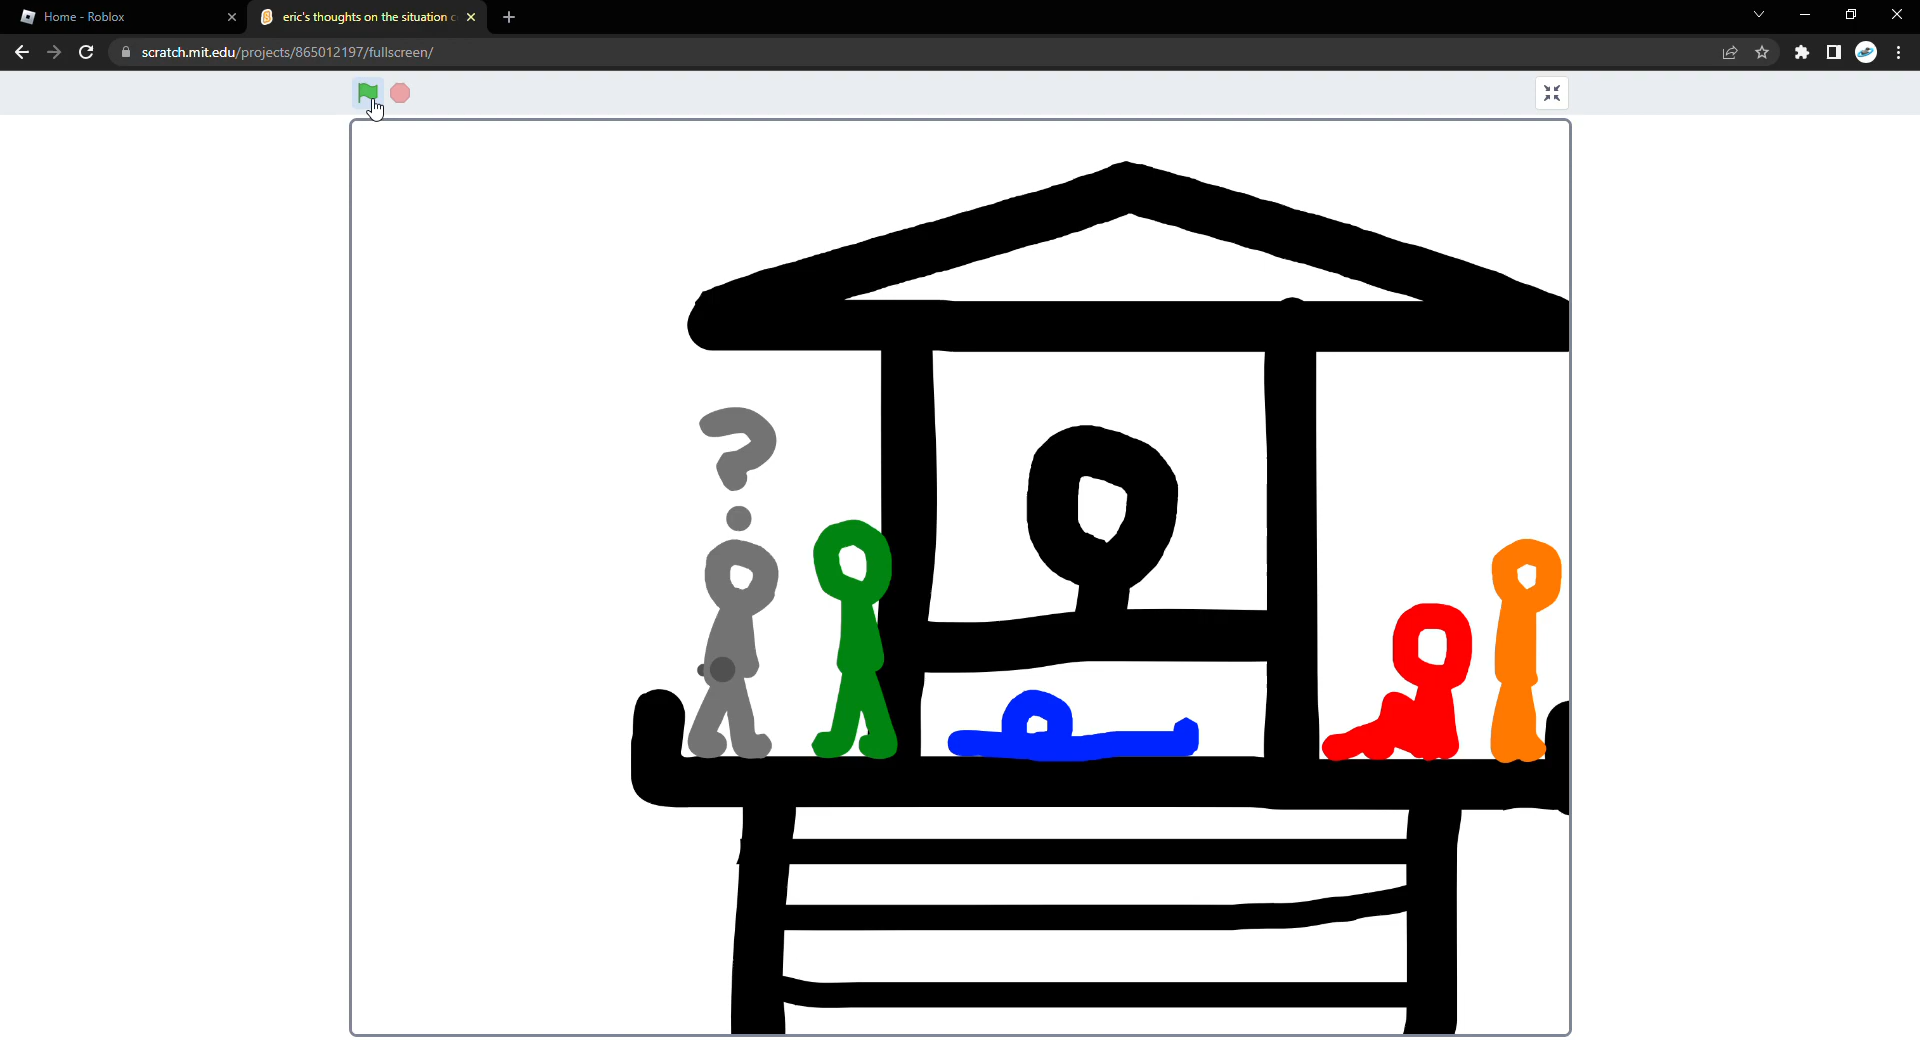 Home - Roblox
eric's thoughts on the situation
scratch.mit.edu/projects/865012197/fullscreen/
?